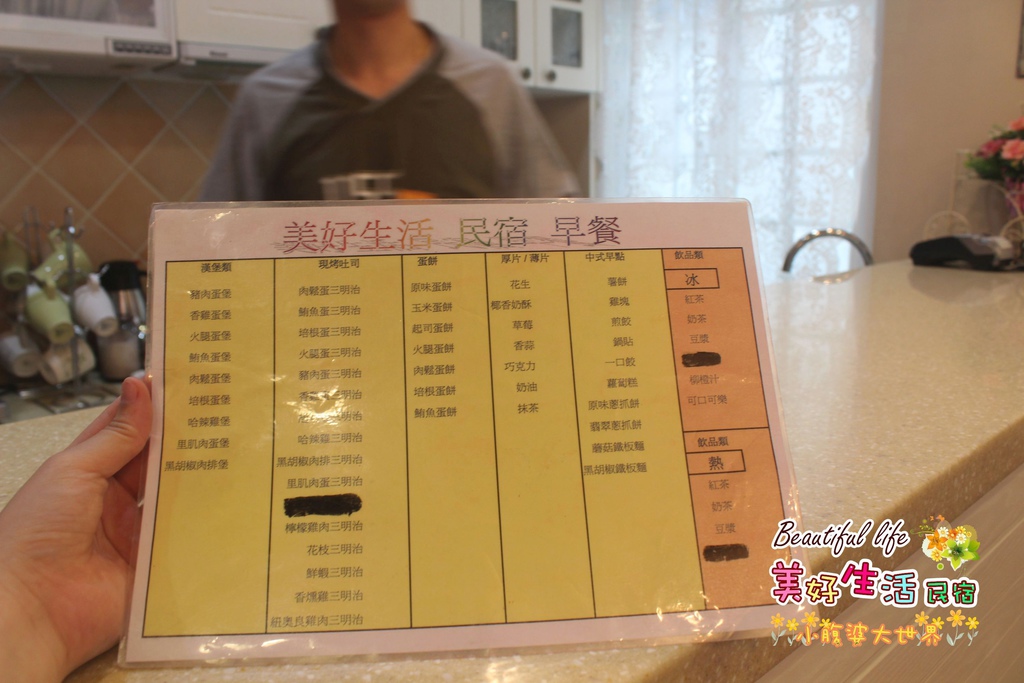 美好生活 民宿 早餐
漢堡類
豬肉蛋堡
香雞蛋堡
火腿蛋堡
鮪魚蛋堡
肉鬆蛋堡
培根蛋堡
哈辣雞堡
里肌肉蛋堡
黑胡椒肉排堡
現烤吐司
肉鬆蛋三明治
鮪魚蛋三明治
培根蛋三明治
火腿蛋三明治
豬肉蛋三明治
三明治
三明治
哈辣雞三明治
黑胡椒肉排三明治
里肌肉蛋三明治
檸檬雞肉三明治
花枝三明治
鮮蝦三明治
香燻雞三明治
紐奧良雞肉三明治
蛋餅
原味蛋餅
玉米蛋餅
起司蛋餅
火腿蛋餅
肉鬆蛋餅
培根蛋餅
鮪魚蛋餅
厚片/薄片
花生
椰香奶酥
草莓
香蒜
巧克力
奶油
抹茶
中式早點
薯餅
雞塊
煎餃
鍋貼
一口餃
蘿蔔糕
原味蔥抓餅
翡翠蔥抓餅
蘑菇鐵板麵
黑胡椒鐵板麵
飲品類
冰
紅茶
奶茶
豆漿
柳橙汁
可口可樂
飲品類
熱
紅茶
奶茶
豆漿
Beautiful life
美好生活民宿
小腹婆大世界